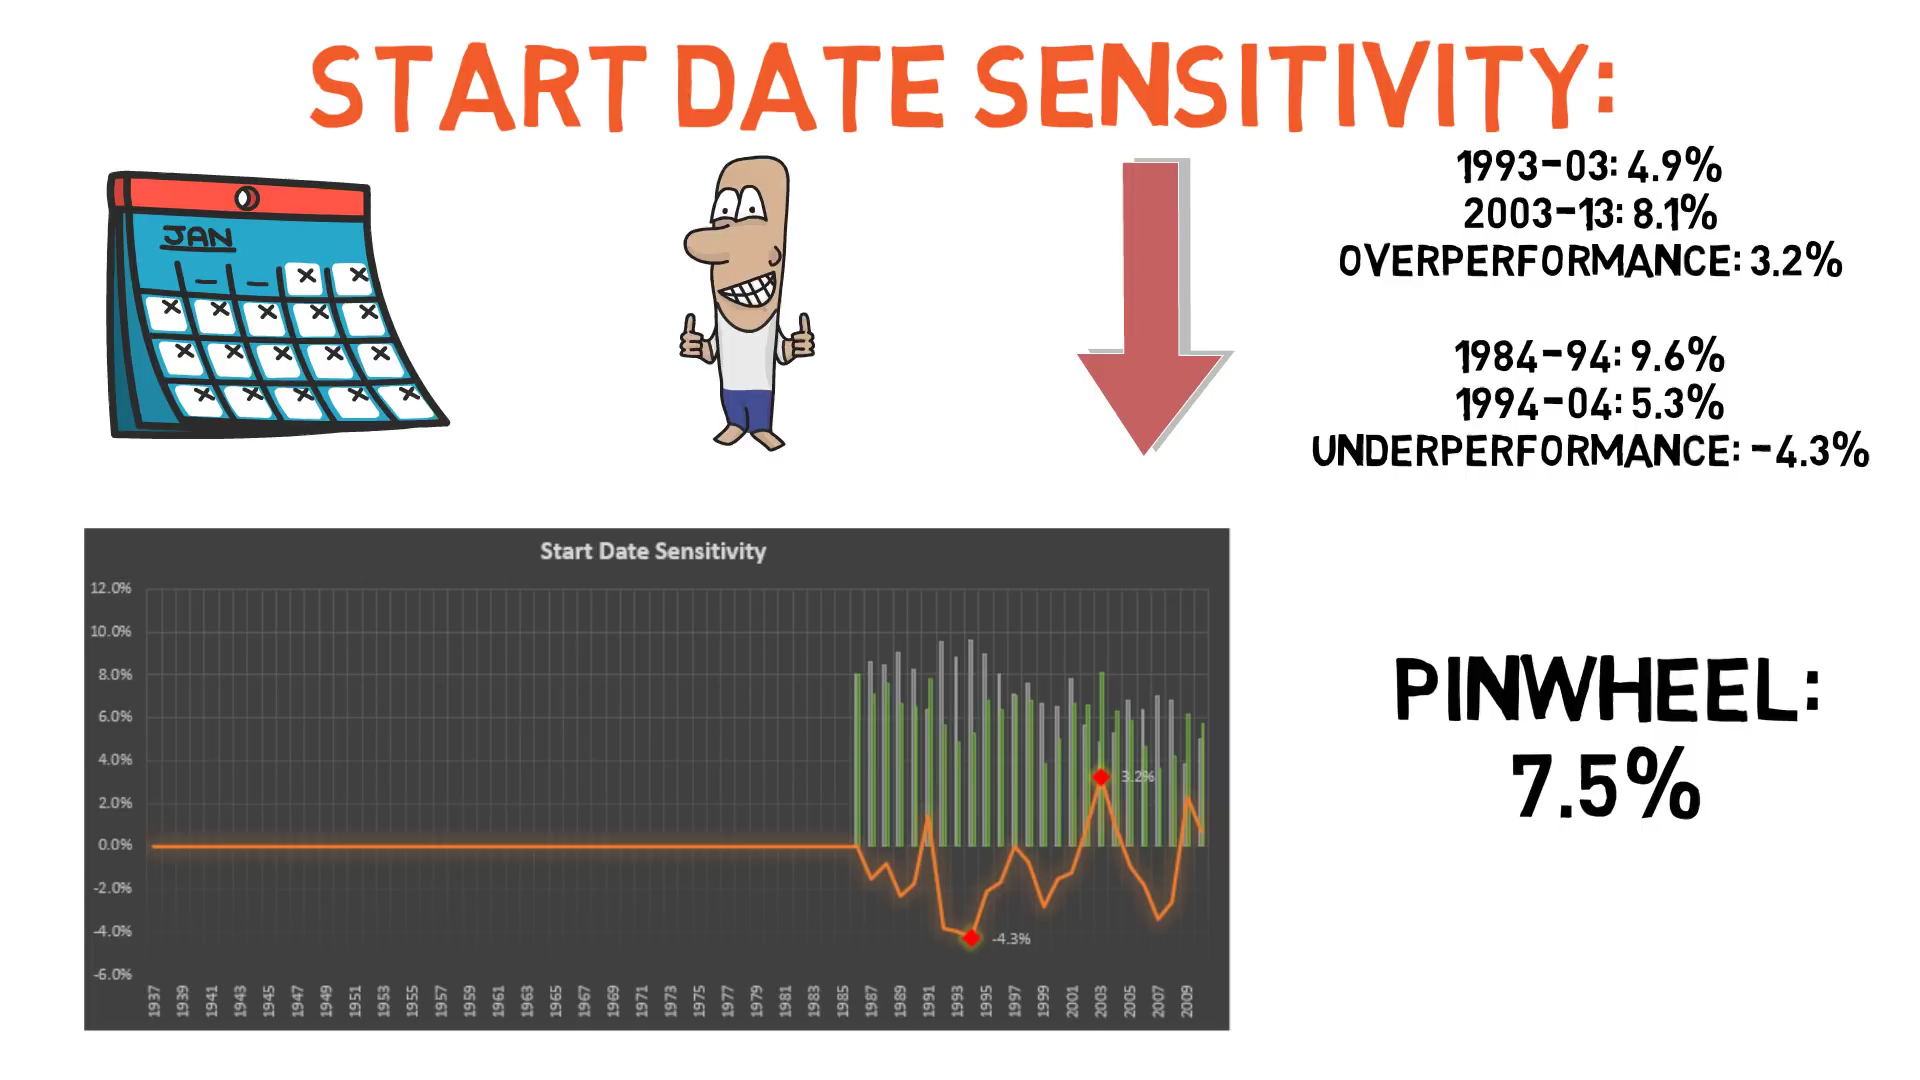 START DATE SENSITIVITY:
JAN
1993-03: 4.9%
2003-13: 8.1%
OVERPERFORMANCE: 3.2%
1984-94: 9.6%
1994-04: 5.3%
UNDERPERFORMANCE: -4.3%
Start Date Sensitivity
12.0%
10.0%
8.0%
6.0%
4.0%
2.0%
0.0%
-2.0%
-4.0%
-6.0%
3.2%
-4.3%
1937 1939 1941 1943 1945 1947 1949 1951 1953 1955 1957 1959 1961 1963 1965 1967 1969 1971 1973 1975 1977 1979 1981 1983 1985 1987 1989 1991 1993 1995 1997 1999 2001 2003 2005 2007 2009
PINWHEEL:
7.5%